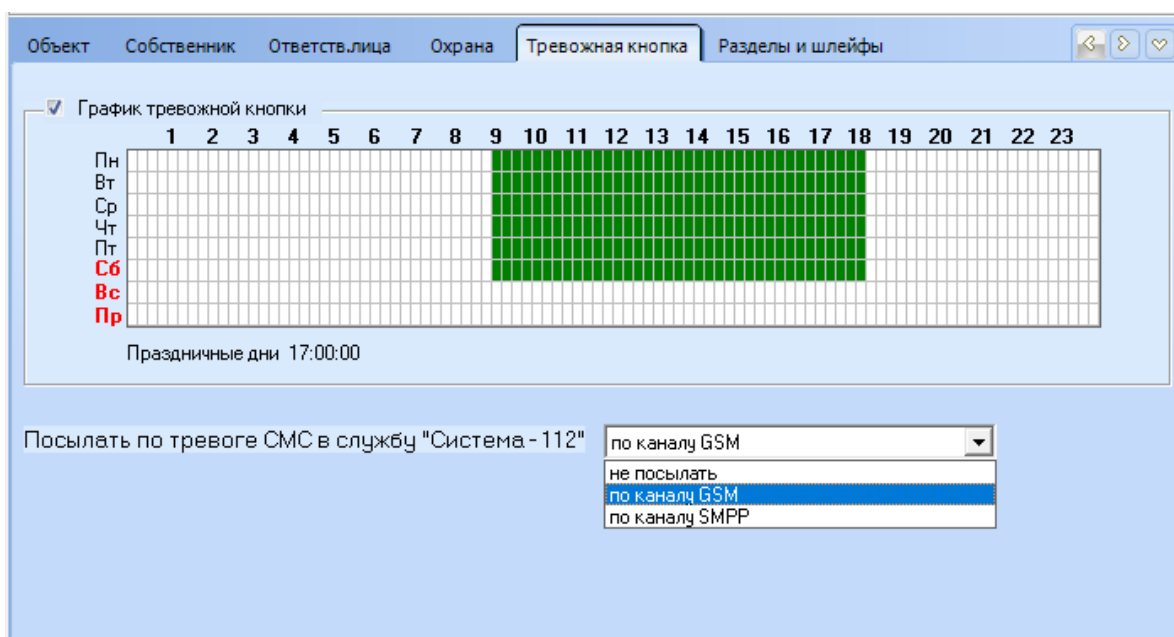 Объект Собственник Ответств.лица Охрана Тревожная кнопка Разделы и шлейфы
График тревожной кнопки
1 2 3 4 5 6 7 8 9 10 11 12 13 14 15 16 17 18 19 20 21 22 23
Пн
Вт
Ср
Чт
Пт
Сб
Вс
Пр
Праздничные дни 17:00:00
Посылать по тревоге СМС в службу "Система-112" по каналу GSM
не посылать
по каналу GSM
по каналу SMPP